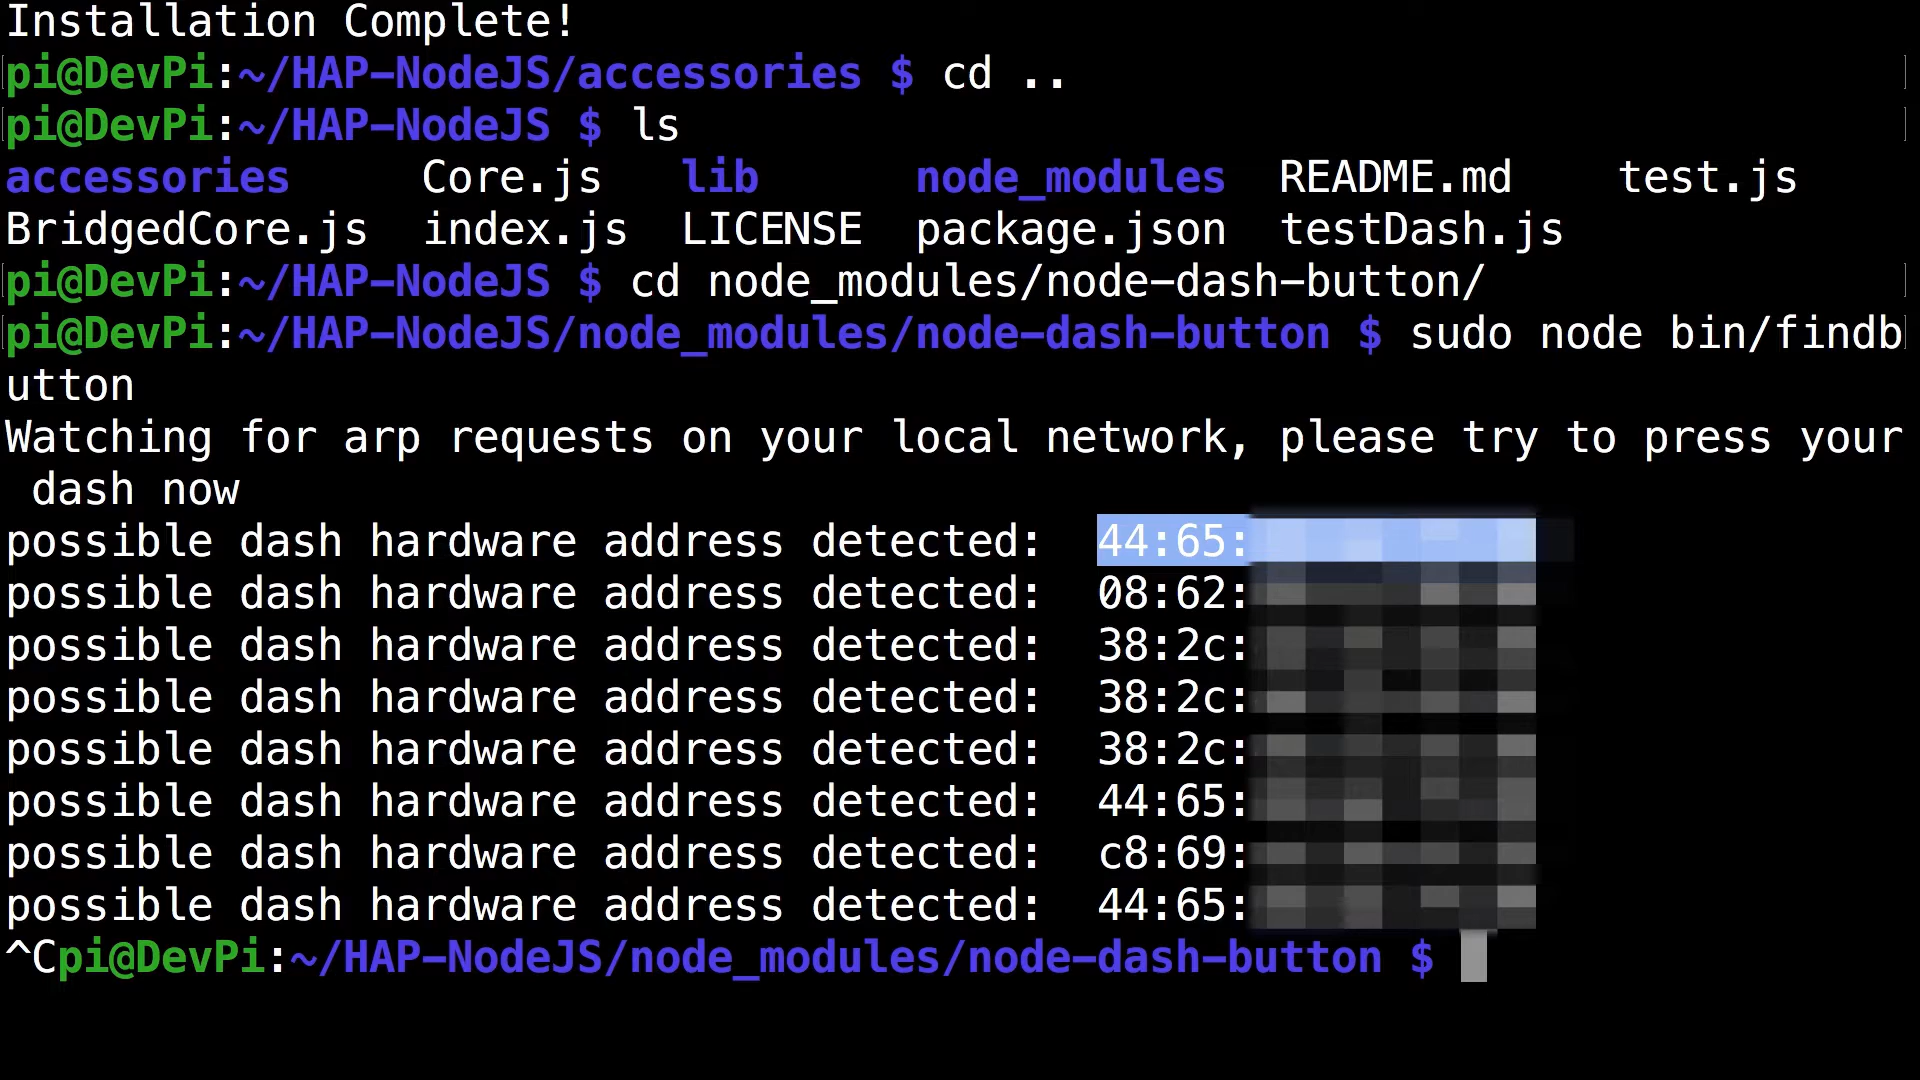 Installation Complete!
pi@DevPi:~/HAP-NodeJS/accessories $ cd ..
pi@DevPi:~/HAP-NodeJS $ ls
accessories Core.js lib node_modules README.md test.js
BridgedCore.js index.js LICENSE package.json testDash.js
pi@DevPi:~/HAP-NodeJS $ cd node_modules/node-dash-button/
pi@DevPi:~/HAP-NodeJS/node_modules/node-dash-button $ sudo node bin/findb
utton
Watching for arp requests on your local network, please try to press your
dash now
possible dash hardware address detected: 44:65:
possible dash hardware address detected: 08:62:
possible dash hardware address detected: 38:2c:
possible dash hardware address detected: 38:2c:
possible dash hardware address detected: 38:2c:
possible dash hardware address detected: 44:65:
possible dash hardware address detected: c8:69:
possible dash hardware address detected: 44:65:
^Cpi@DevPi:~/HAP-NodeJS/node_modules/node-dash-button $